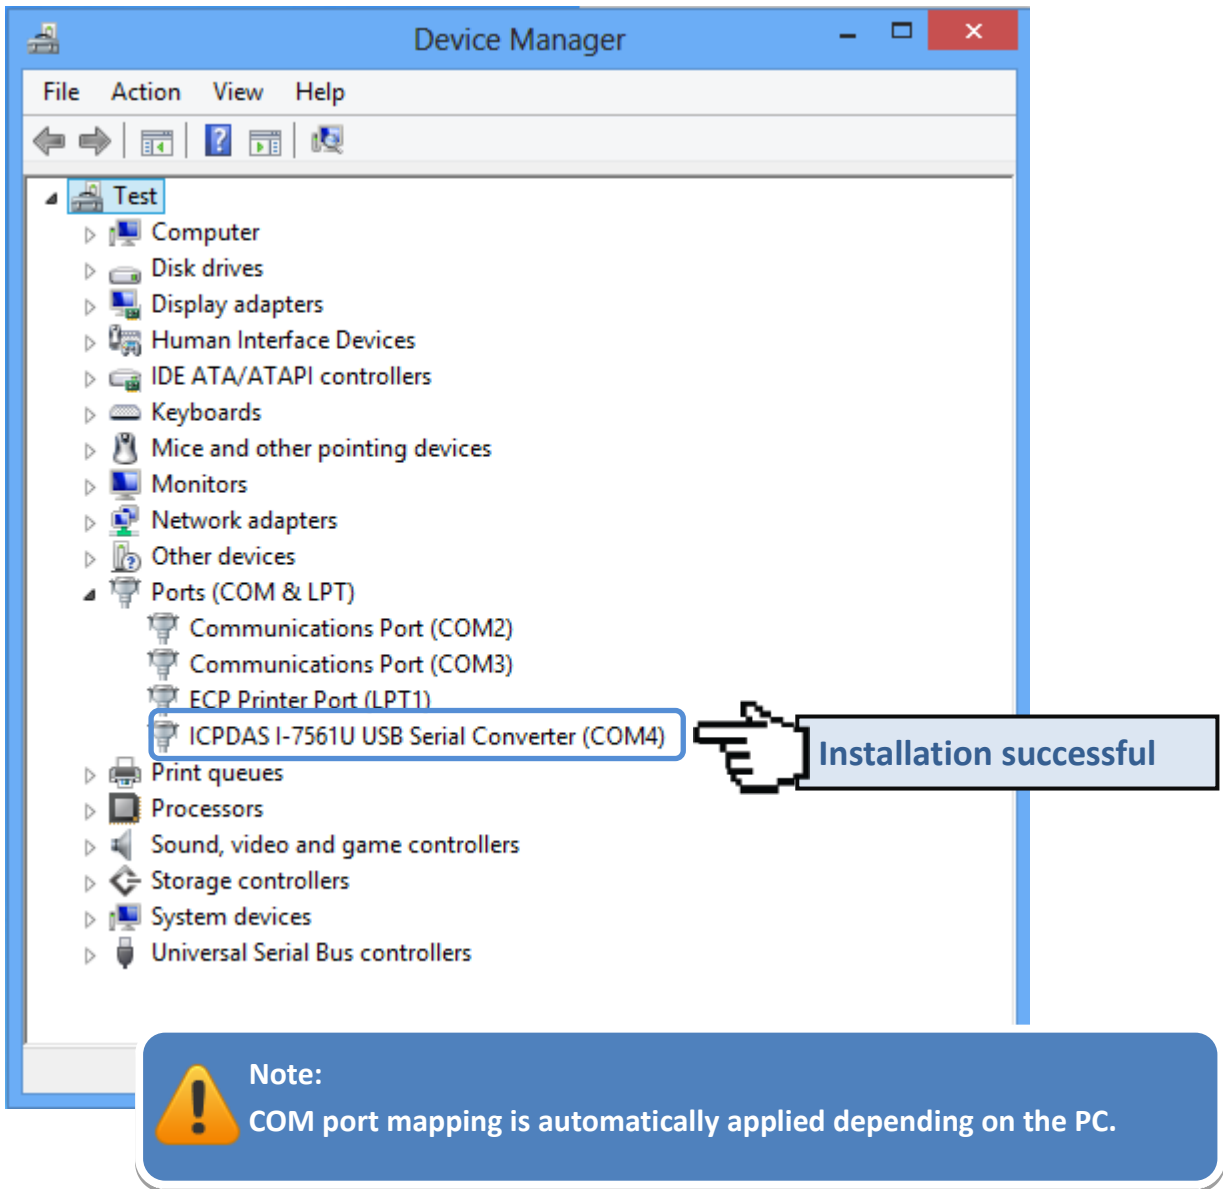 Device Manager
File Action View Help
Test
Computer
Disk drives
Display adapters
Human Interface Devices
IDE ATA/ATAPI controllers
Keyboards
Mice and other pointing devices
Monitors
Network adapters
Other devices
Ports (COM & LPT)
Communications Port (COM2)
Communications Port (COM3)
ECP Printer Port (LPT1)
ICPDAS I-7561U USB Serial Converter (COM4)
Installation successful
Print queues
Processors
Sound, video and game controllers
Storage controllers
System devices
Universal Serial Bus controllers
Note:
COM port mapping is automatically applied depending on the PC.